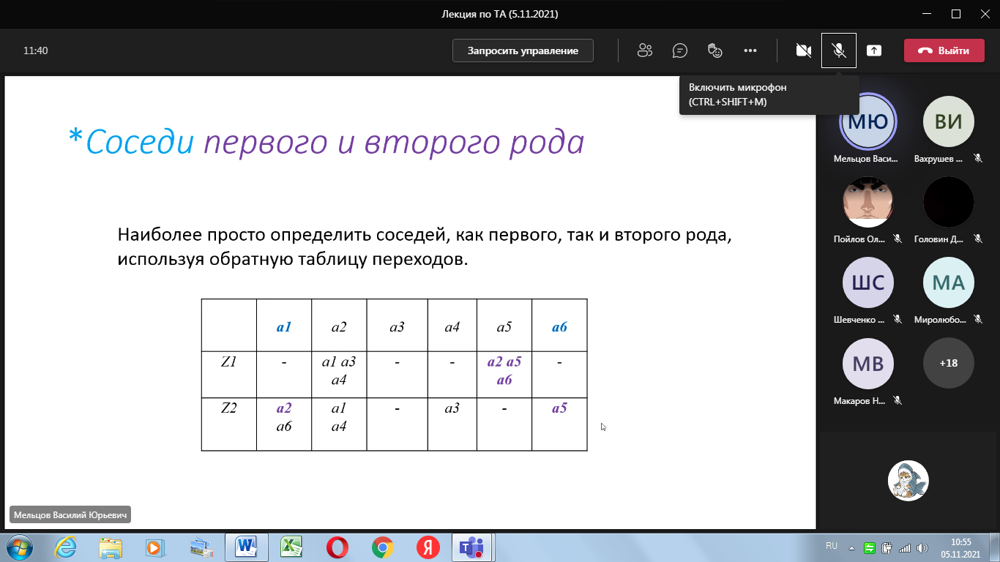 Лекция по ТА (5.11.2021)
11:40
Запросить управление
Выйти
Включить микрофон
(CTRL+SHIFT+M)
*Соседи первого и второго рода
Наиболее просто определить соседей, как первого, так и второго рода,
используя обратную таблицу переходов.
a1 a2 a3 a4 a5 a6
Z1 - a1 a3 - - a2 a5 -
a4 a6
Z2 a2 a1 - a3 - a5
a6 a4
Мельцов Василий Юрьевич
МЮ
Мельцов Васи...
ВИ
Вахрушев ...
Пойлов Ол...
Головин Д...
ШС
Шевченко ...
МА
Миролюбо...
МВ
Макаров Н...
+18
RU
10:55
05.11.2021